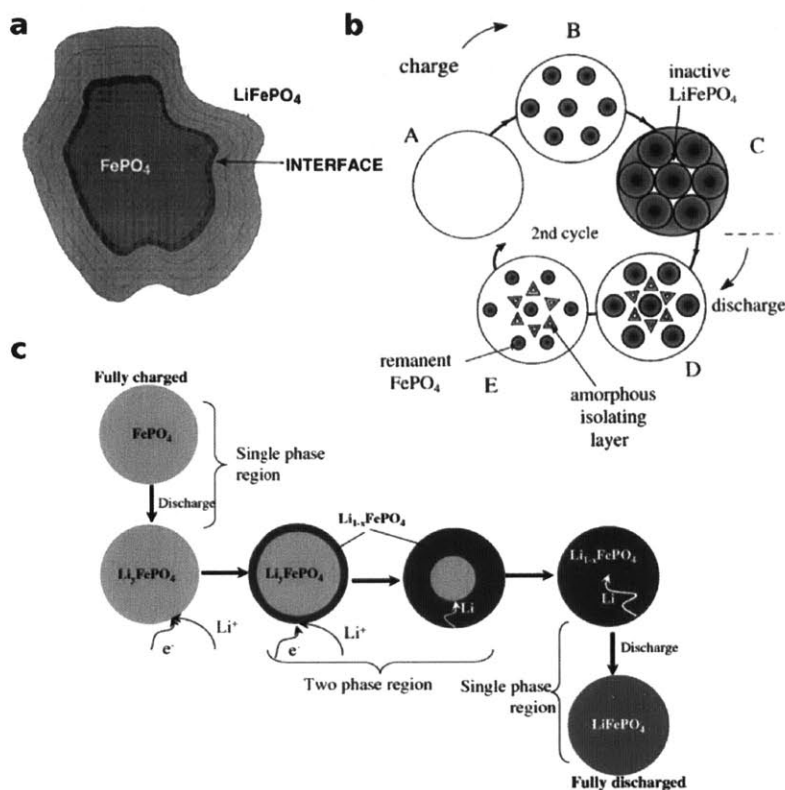 a
LiFePO₄
FePO₄
INTERFACE
b
charge
A
B
inactive
LiFePO₄
C
2nd cycle
discharge
remanent
FePO₄
E
amorphous
isolating
layer
D
c
Fully charged
FePO₄
Single phase
region
Discharge
LiᵧFePO₄
e⁻
Li⁺
Li₁₋ₓFePO₄
LiᵧFePO₄
e⁻
Li⁺
Li
Two phase region
Li₁₋ₓFePO₄
Li
Discharge
Single phase
region
LiFePO₄
Fully discharged